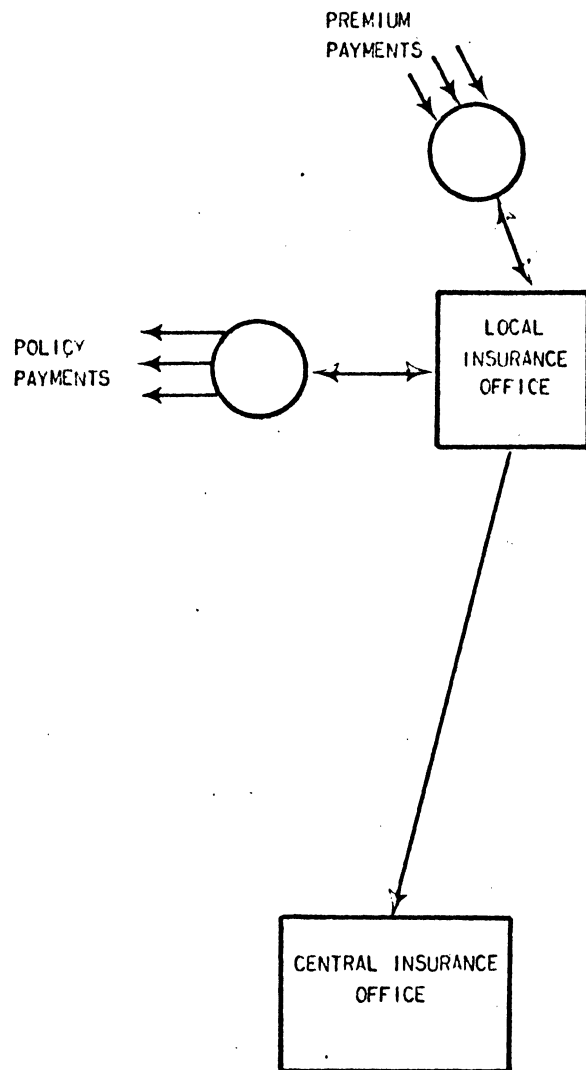 PREMIUM
PAYMENTS
LOCAL
INSURANCE
OFFICE
POLICY
PAYMENTS
CENTRAL INSURANCE
OFFICE